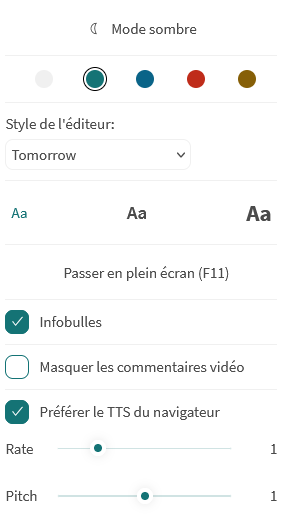 Mode sombre
Style de l'éditeur:
Tomorrow
Aa Aa Aa
Passer en plein écran (F11)
Infobulles
Masquer les commentaires vidéo
Préférer le TTS du navigateur
Rate 1
Pitch 1